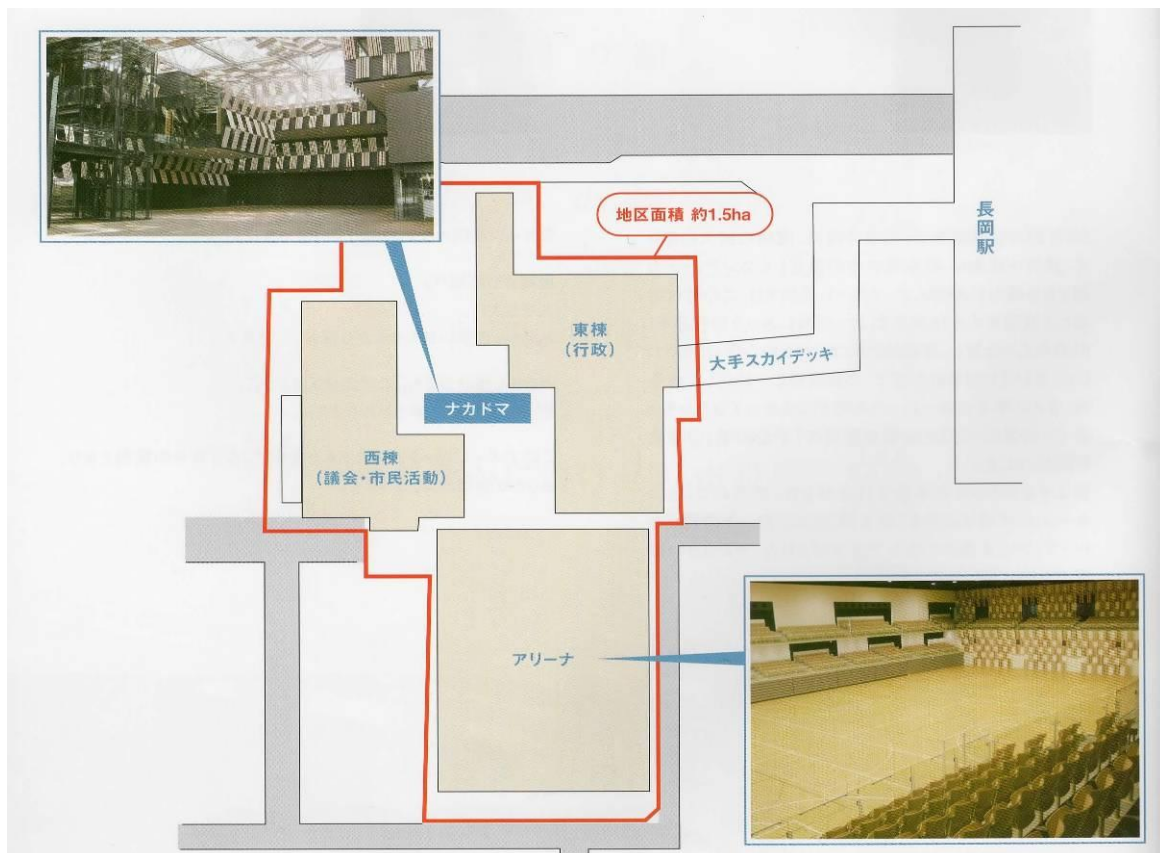 地区面積 約1.5ha
長岡駅
東棟
（行政）
大手スカイデッキ
ナカドマ
西棟
（議会・市民活動）
アリーナ